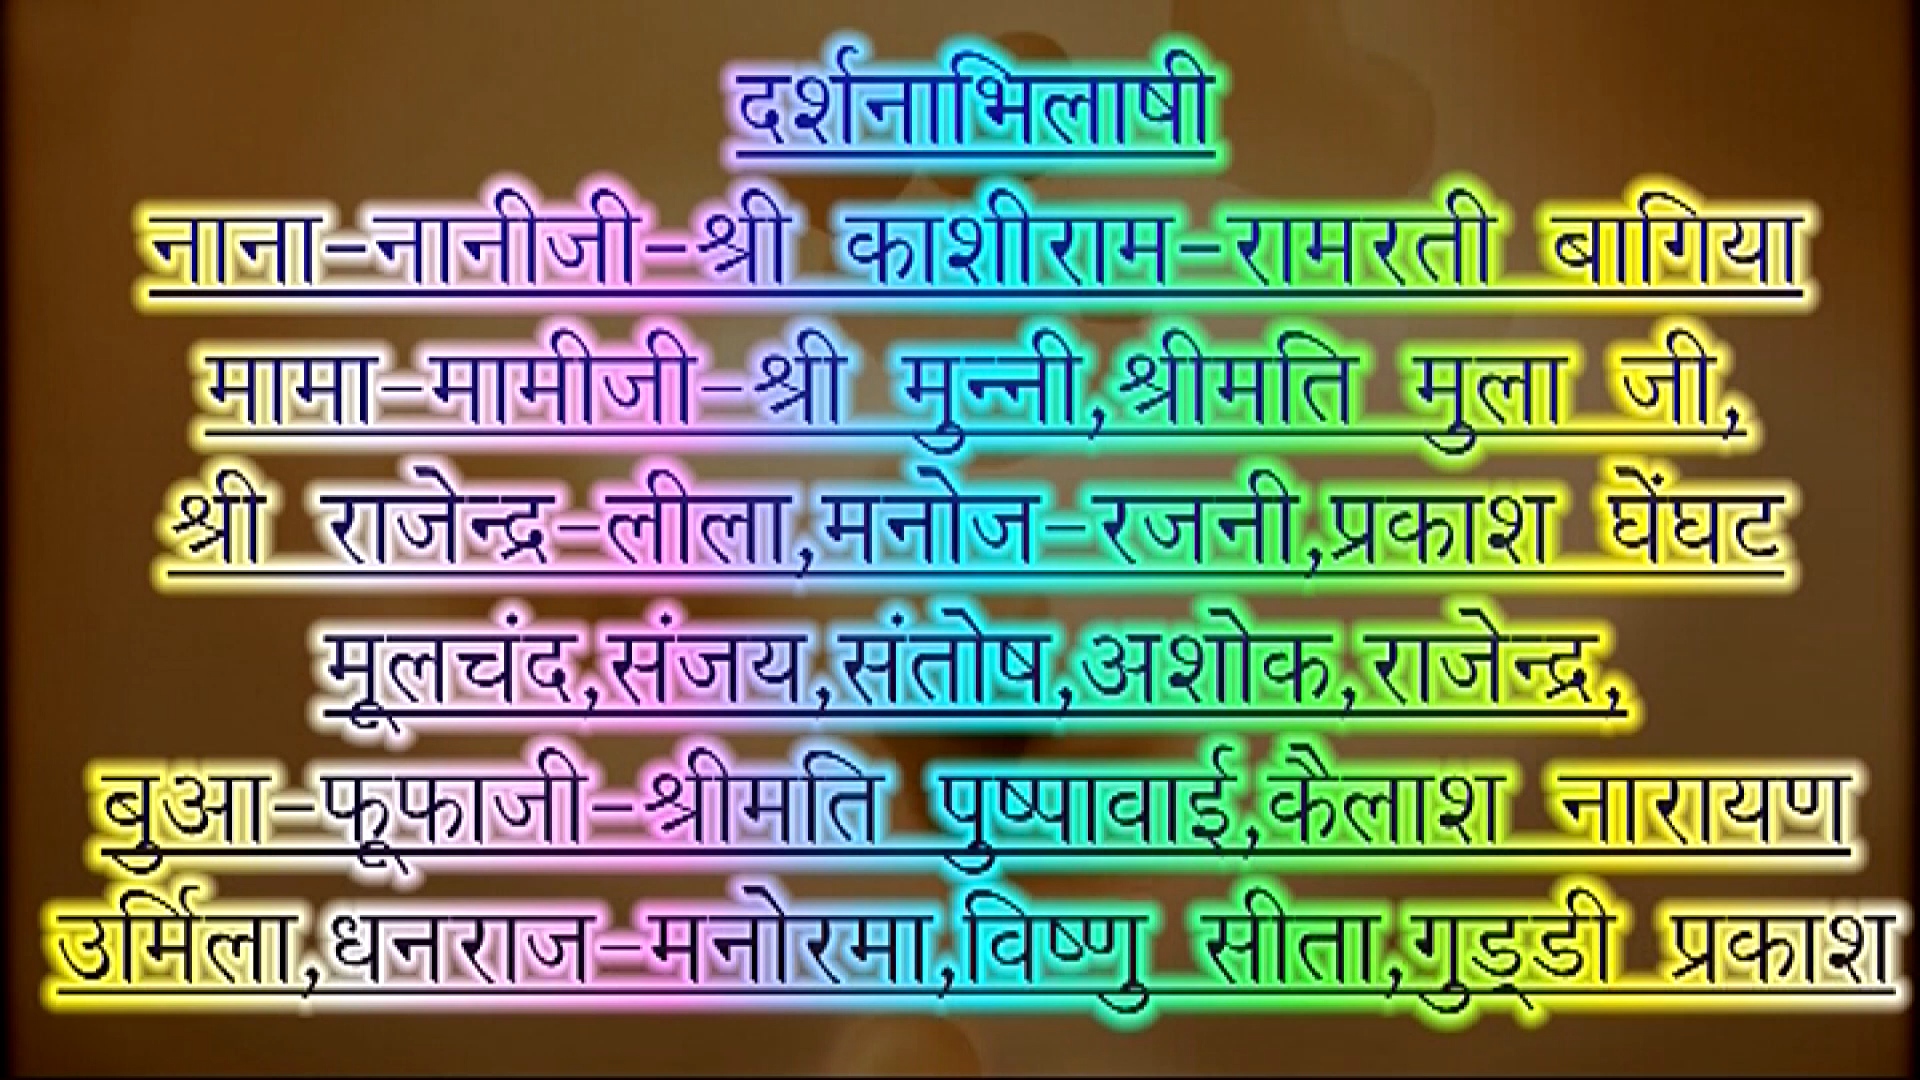 दर्शनाभिलाषी
नाना-नानीजी-श्री काशीराम-रामरती बागिया
मामा-मामीजी-श्री मुन्नी,श्रीमति मुला जी,
श्री राजेन्द्र-लीला,मनोज-रजनी,प्रकाश घेंघट
मूलचंद,संजय,संतोष,अशोक,राजेन्द्र,
बुआ-फूफाजी-श्रीमति पुष्पावाई,कैलाश नारायण
उर्मिला,धनराज-मनोरमा,विष्णु सीता,गुड्डी प्रकाश